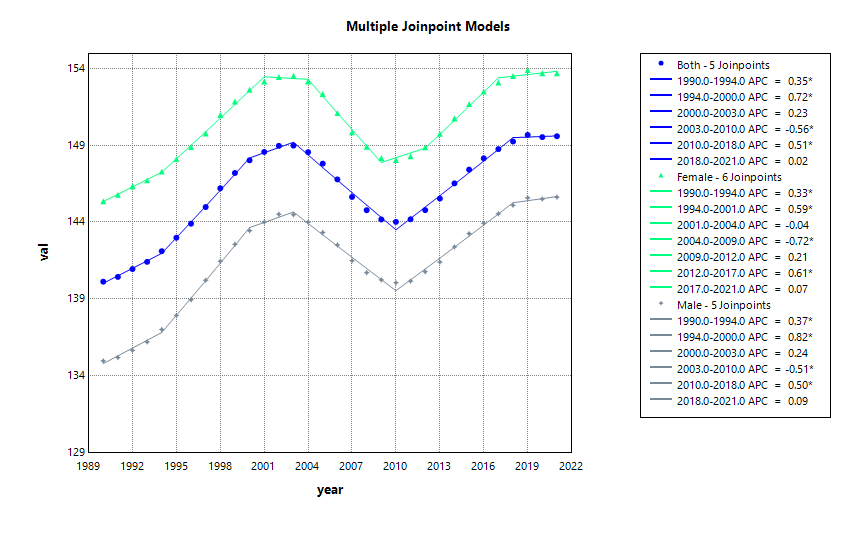 Multiple Joinpoint Models
154
149
144
139
134
129
val
1989 1992 1995 1998 2001 2004 2007 2010 2013 2016 2019 2022
year
Both - 5 Joinpoints
1990.0-1994.0 APC = 0.35*
1994.0-2000.0 APC = 0.72*
2000.0-2003.0 APC = 0.23
2003.0-2010.0 APC = -0.56*
2010.0-2018.0 APC = 0.51*
2018.0-2021.0 APC = 0.02
Female - 6 Joinpoints
1990.0-1994.0 APC = 0.33*
1994.0-2001.0 APC = 0.59*
2001.0-2004.0 APC = -0.04
2004.0-2009.0 APC = -0.72*
2009.0-2012.0 APC = 0.21
2012.0-2017.0 APC = 0.61*
2017.0-2021.0 APC = 0.07
Male - 5 Joinpoints
1990.0-1994.0 APC = 0.37*
1994.0-2000.0 APC = 0.82*
2000.0-2003.0 APC = 0.24
2003.0-2010.0 APC = -0.51*
2010.0-2018.0 APC = 0.50*
2018.0-2021.0 APC = 0.09